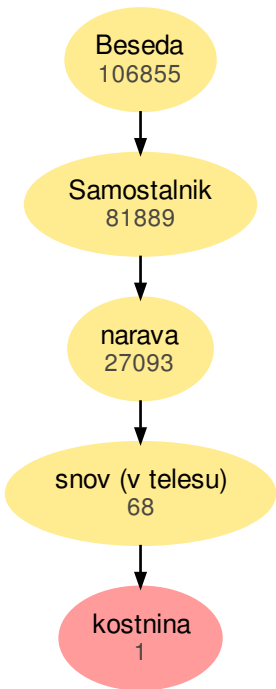 Beseda
106855
Samostalnik
81889
narava
27093
snov (v telesu)
68
kostnina
1